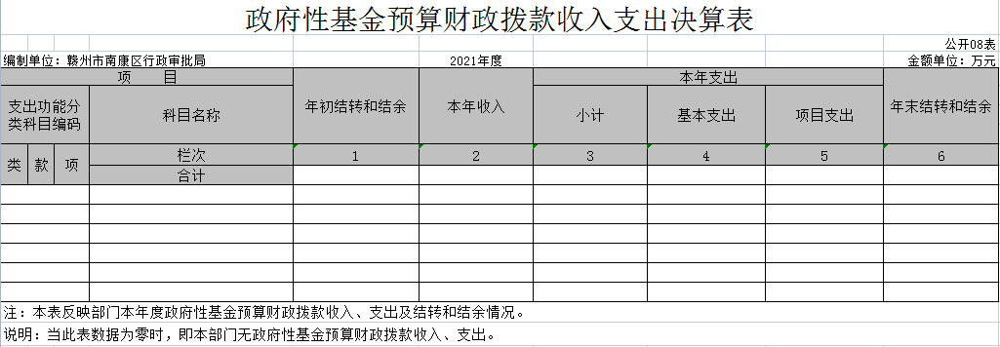 政府性基金预算财政拨款收入支出决算表
公开08表
编制单位：赣州市南康区行政审批局 2021年度 金额单位：万元
项 目 年初结转和结余 本年收入 本年支出 年末结转和结余
支出功能分类科目编码 科目名称 小计 基本支出 项目支出
类 款 项 栏次 1 2 3 4 5 6
合计
注：本表反映部门本年度政府性基金预算财政拨款收入、支出及结转和结余情况。
说明：当此表数据为零时，即本部门无政府性基金预算财政拨款收入、支出。